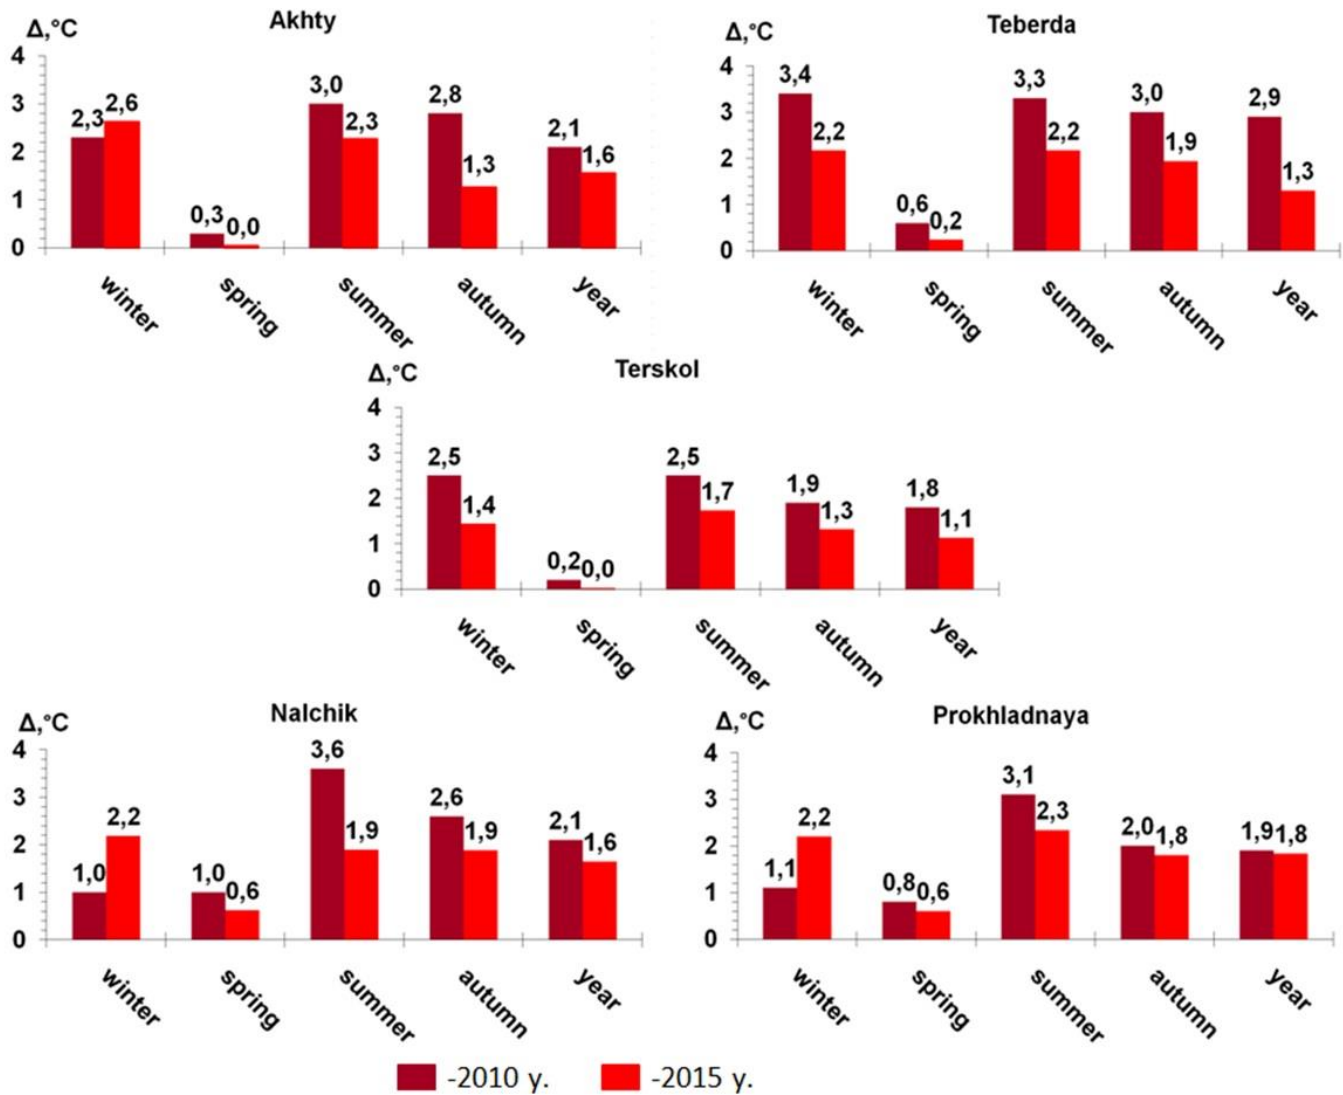 Akhty
Δ,°C
4
3
2
1
0
2,3
2,6
0,3
0,0
3,0
2,3
2,8
1,3
2,1
1,6
winter
spring
summer
autumn
year
Teberda
Δ,°C
4
3
2
1
0
3,4
2,2
0,6
0,2
3,3
2,2
3,0
1,9
2,9
1,3
winter
spring
summer
autumn
year
Terskol
Δ,°C
4
3
2
1
0
2,5
1,4
0,2
0,0
2,5
1,7
1,9
1,3
1,8
1,1
winter
spring
summer
autumn
year
Nalchik
Δ,°C
4
3
2
1
0
1,0
2,2
1,0
0,6
3,6
1,9
2,6
1,9
2,1
1,6
winter
spring
summer
autumn
year
Prokhladnaya
Δ,°C
4
3
2
1
0
1,1
2,2
0,8
0,6
3,1
2,3
2,0
1,8
1,9
1,8
winter
spring
summer
autumn
year
-2010 y.
-2015 y.